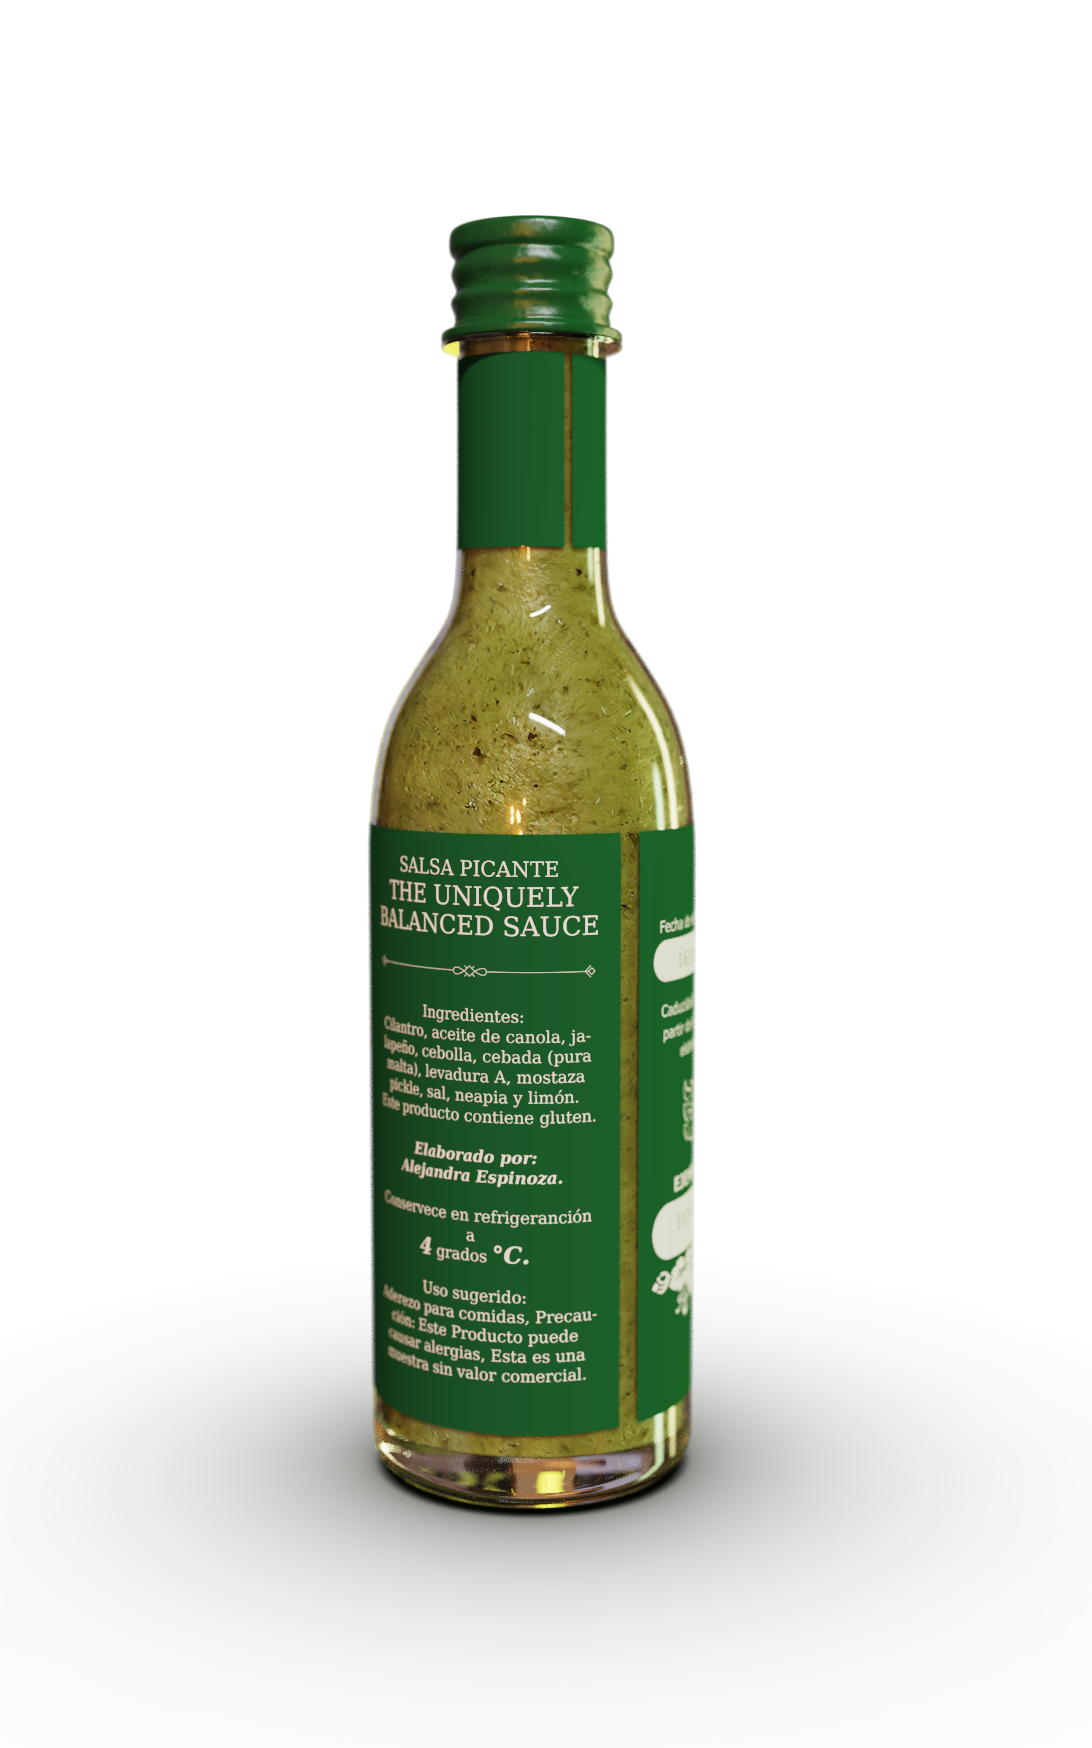 SALSA PICANTE
THE UNIQUELY
BALANCED SAUCE
Ingredientes:
Cilantro, aceite de canola, ja-
lapeño, cebolla, cebada (pura
malta), levadura A, mostaza
pickle, sal, neapia y limón.
Este producto contiene gluten.
Elaborado por:
Alejandra Espinoza.
Conservece en refrigeranción
a
4 grados °C.
Uso sugerido:
Aderezo para comidas, Precau-
ción: Este Producto puede
causar alergias, Esta es una
muestra sin valor comercial.
Fecha
partir